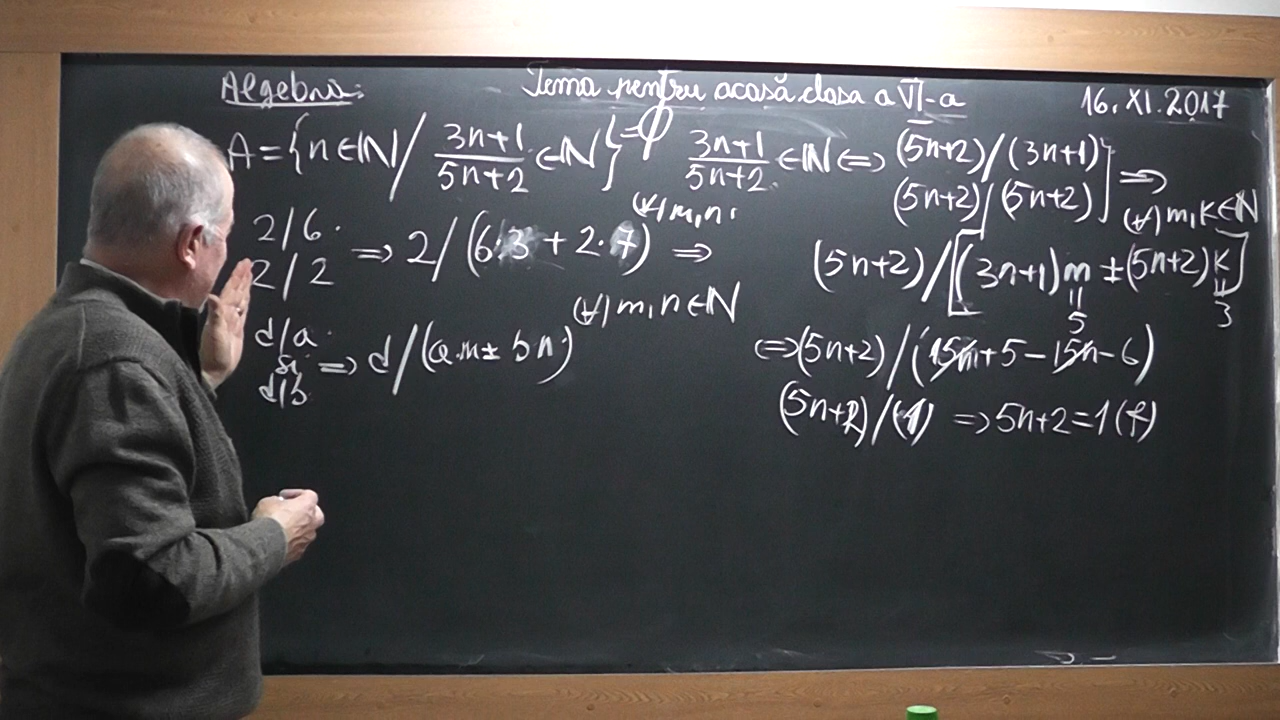 Algebra: Tema pentru acasă clasa a VI-a 16.XI.2017
A = {n ∈ ℕ / (3n+1)/(5n+2) ∈ ℕ} = φ
(3n+1)/(5n+2) ∈ ℕ ⇔ (5n+2)/(3n+1)
(5n+2)/(5n+2) ] ⇒
(∀) m,k ∈ ℕ
(5n+2)/[(3n+1)m ± (5n+2)k]
m = 5
k = 3
⇔ (5n+2)/(15n+5−15n−6)
(5n+2)/(1) ⇒ 5n+2=1 (f)
2/6
2/2 ⇒ 2/(6·3 + 2·7) ⇒
(∀) m,n
d/a
și
d/b ⇒ d/(a·m ± b n)
(∀) m,n ∈ ℕ